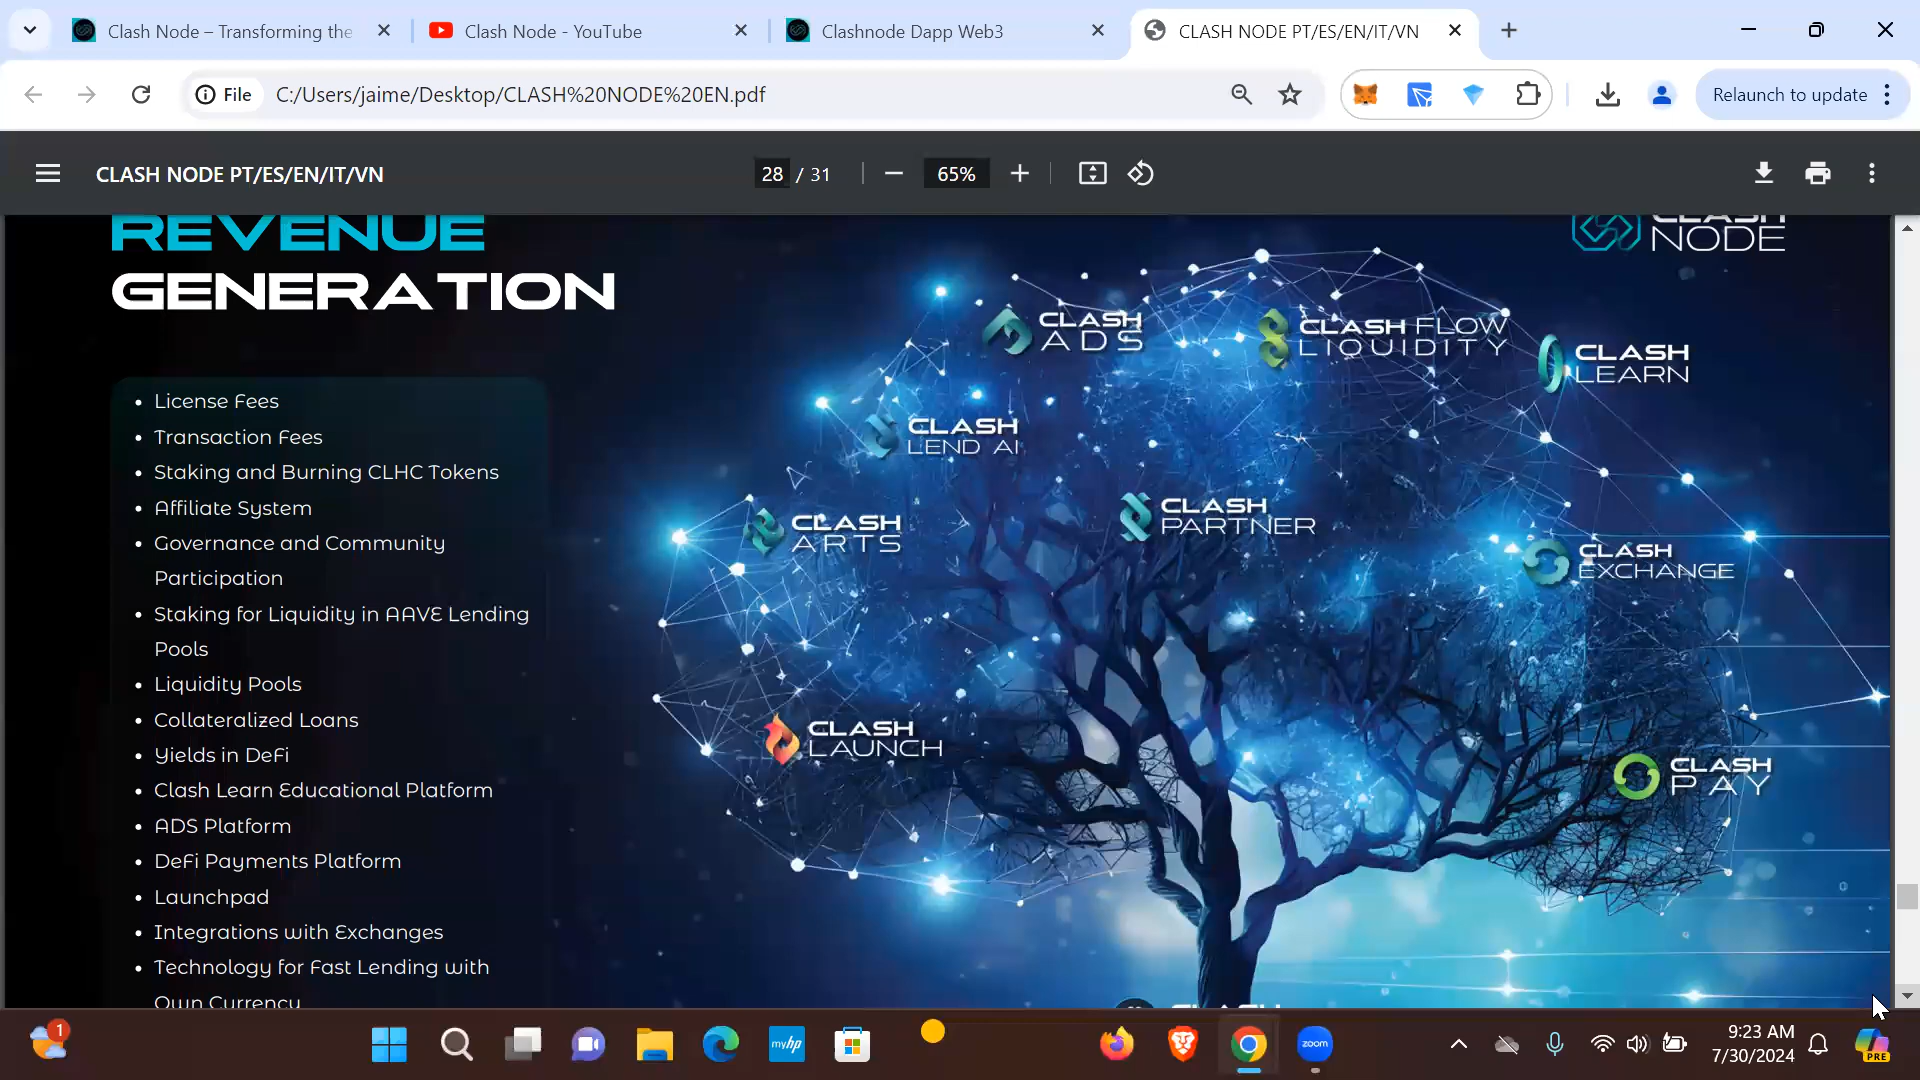 Clash Node – Transforming the
Clash Node - YouTube
Clashnode Dapp Web3
CLASH NODE PT/ES/EN/IT/VN
File
C:/Users/jaime/Desktop/CLASH%20NODE%20EN.pdf
Relaunch to update
CLASH NODE PT/ES/EN/IT/VN
28 / 31
65%
REVENUE
GENERATION
CLASH
NODE
CLASH
ADS
CLASH FLOW
LIQUIDITY
CLASH
LEARN
CLASH
LEND AI
CLASH
ARTS
CLASH
PARTNER
CLASH
EXCHANGE
CLASH
LAUNCH
CLASH
PAY
CLASH
• License Fees
• Transaction Fees
• Staking and Burning CLHC Tokens
• Affiliate System
• Governance and Community
Participation
• Staking for Liquidity in AAVE Lending
Pools
• Liquidity Pools
• Collateralized Loans
• Yields in DeFi
• Clash Learn Educational Platform
• ADS Platform
• DeFi Payments Platform
• Launchpad
• Integrations with Exchanges
• Technology for Fast Lending with
Own Currency
1
myhp
zoom
9:23 AM
7/30/2024
PRE